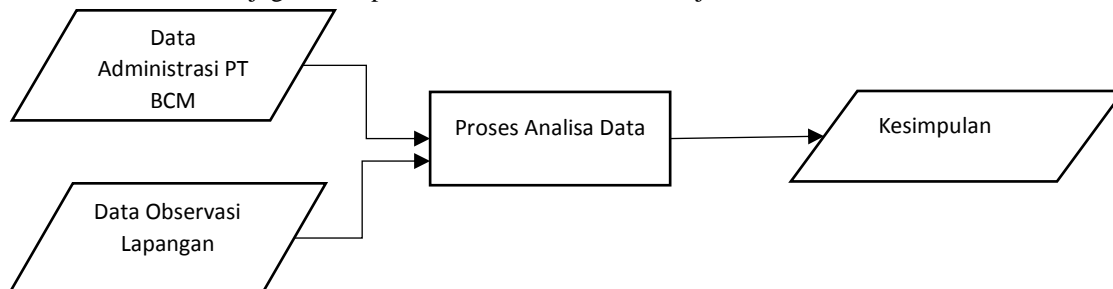 Data
Administrasi PT
BCM
Proses Analisa Data
Kesimpulan
Data Observasi
Lapangan